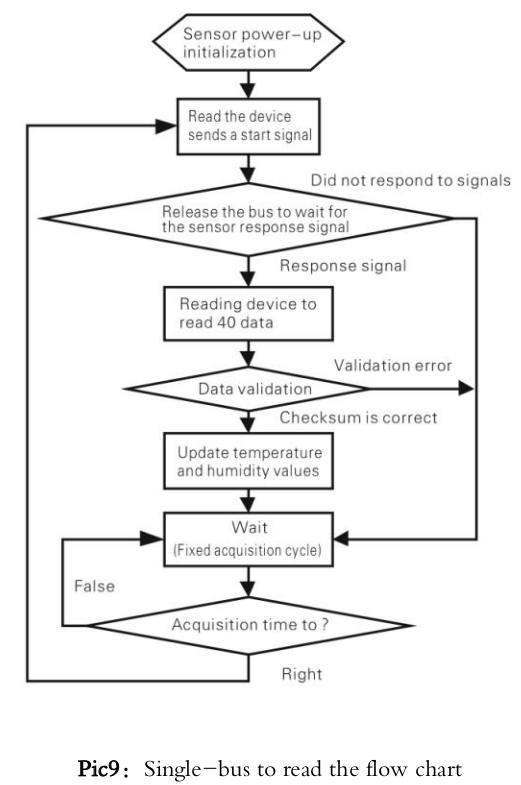 Sensor power-up
initialization
Read the device
sends a start signal
Did not respond to signals
Release the bus to wait for
the sensor response signal
Response signal
Reading device to
read 40 data
Validation error
Data validation
Checksum is correct
Update temperature
and humidity values
Wait
(Fixed acquisition cycle)
False
Acquisition time to ?
Right
Pic9: Single-bus to read the flow chart